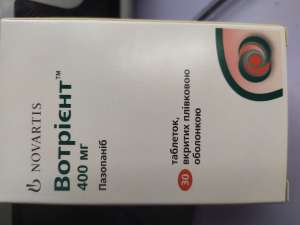 NOVARTIS
Вотрієнт™
400 мг
Пазопаніб
30
таблеток,
вкритих плівковою
оболонкою